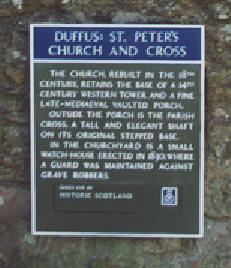 DUFFUS: ST. PETER'S
CHURCH AND CROSS
THE CHURCH, REBUILT IN THE 18TH
CENTURY, RETAINS THE BASE OF A 14TH
CENTURY WESTERN TOWER AND A FINE
LATE-MEDIAEVAL VAULTED PORCH.
OUTSIDE THE PORCH IS THE PARISH
CROSS, A TALL AND ELEGANT SHAFT
ON ITS ORIGINAL STEPPED BASE.
IN THE CHURCHYARD IS A SMALL
WATCH-HOUSE ERECTED IN 1830, WHERE
A GUARD WAS MAINTAINED AGAINST
GRAVE ROBBERS.
HISTORIC SCOTLAND